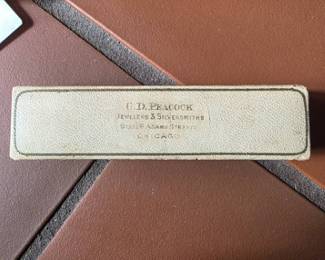 C.D. PEACOCK
JEWELERS & SILVERSMITHS
STATE & ADAMS STREETS
CHICAGO